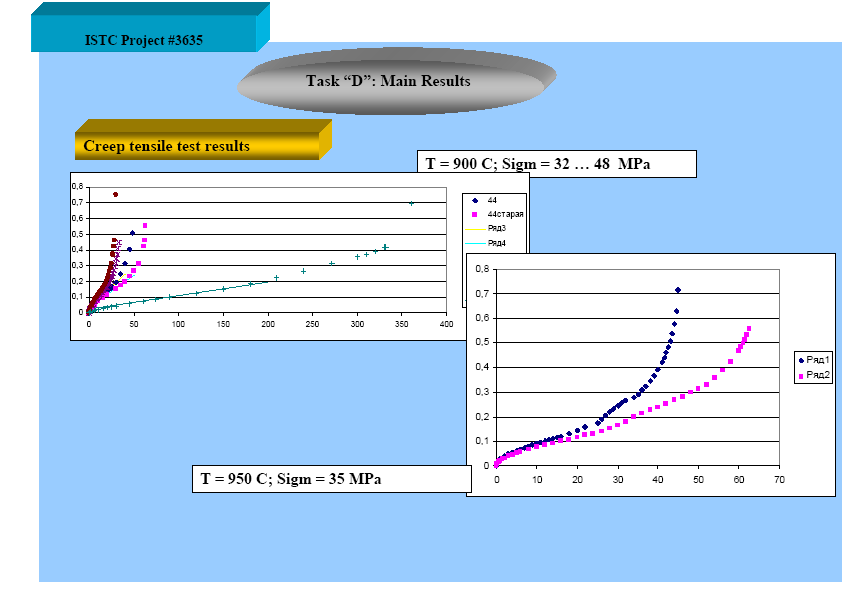 ISTC Project #3635
Task “D”: Main Results
Creep tensile test results
T = 900 C; Sigm = 32 … 48  MPa
0,8
0,7
0,6
0,5
0,4
0,3
0,2
0,1
0
0 50 100 150 200 250 300 350 400
44
44старая
Ряд3
Ряд4
0,8
0,7
0,6
0,5
0,4
0,3
0,2
0,1
0
0 10 20 30 40 50 60 70
Ряд1
Ряд2
T = 950 C; Sigm = 35 MPa